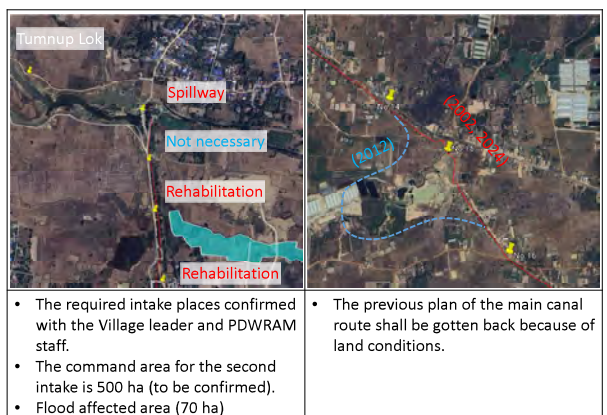 Tumnup Lok
Spillway
Not necessary
Rehabilitation
Rehabilitation
(2002, 2024)
(2012)
• The required intake places confirmed
with the Village leader and PDWRAM
staff.
• The command area for the second
intake is 500 ha (to be confirmed).
• Flood affected area (70 ha)
• The previous plan of the main canal
route shall be gotten back because of
land conditions.